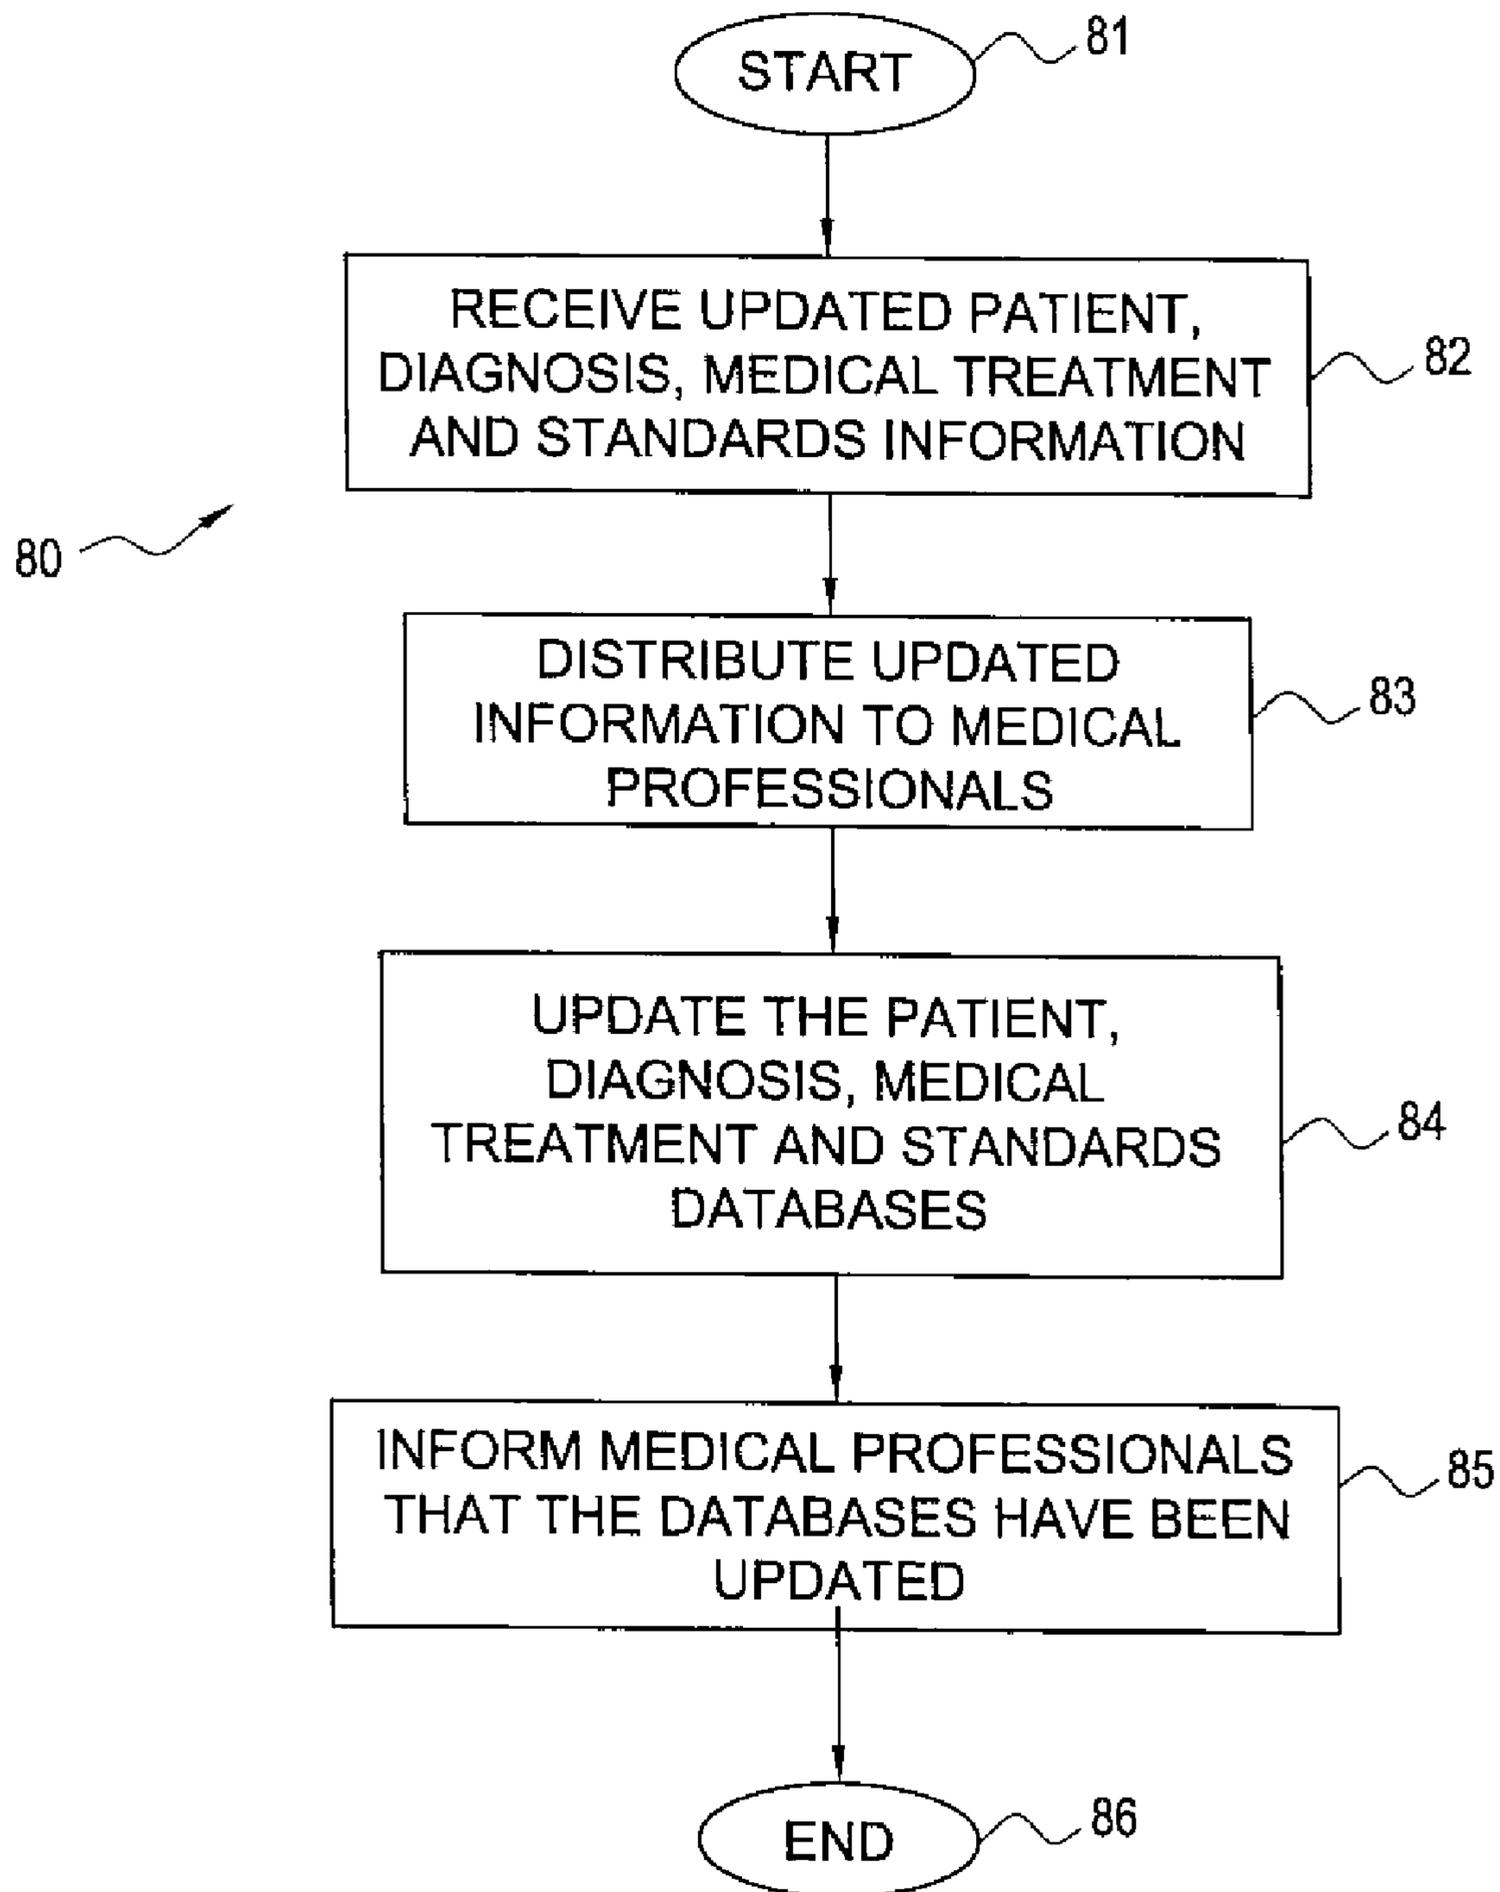 START
81
RECEIVE UPDATED PATIENT,
DIAGNOSIS, MEDICAL TREATMENT
AND STANDARDS INFORMATION
82
80
DISTRIBUTE UPDATED
INFORMATION TO MEDICAL
PROFESSIONALS
83
UPDATE THE PATIENT,
DIAGNOSIS, MEDICAL
TREATMENT AND STANDARDS
DATABASES
84
INFORM MEDICAL PROFESSIONALS
THAT THE DATABASES HAVE BEEN
UPDATED
85
END
86